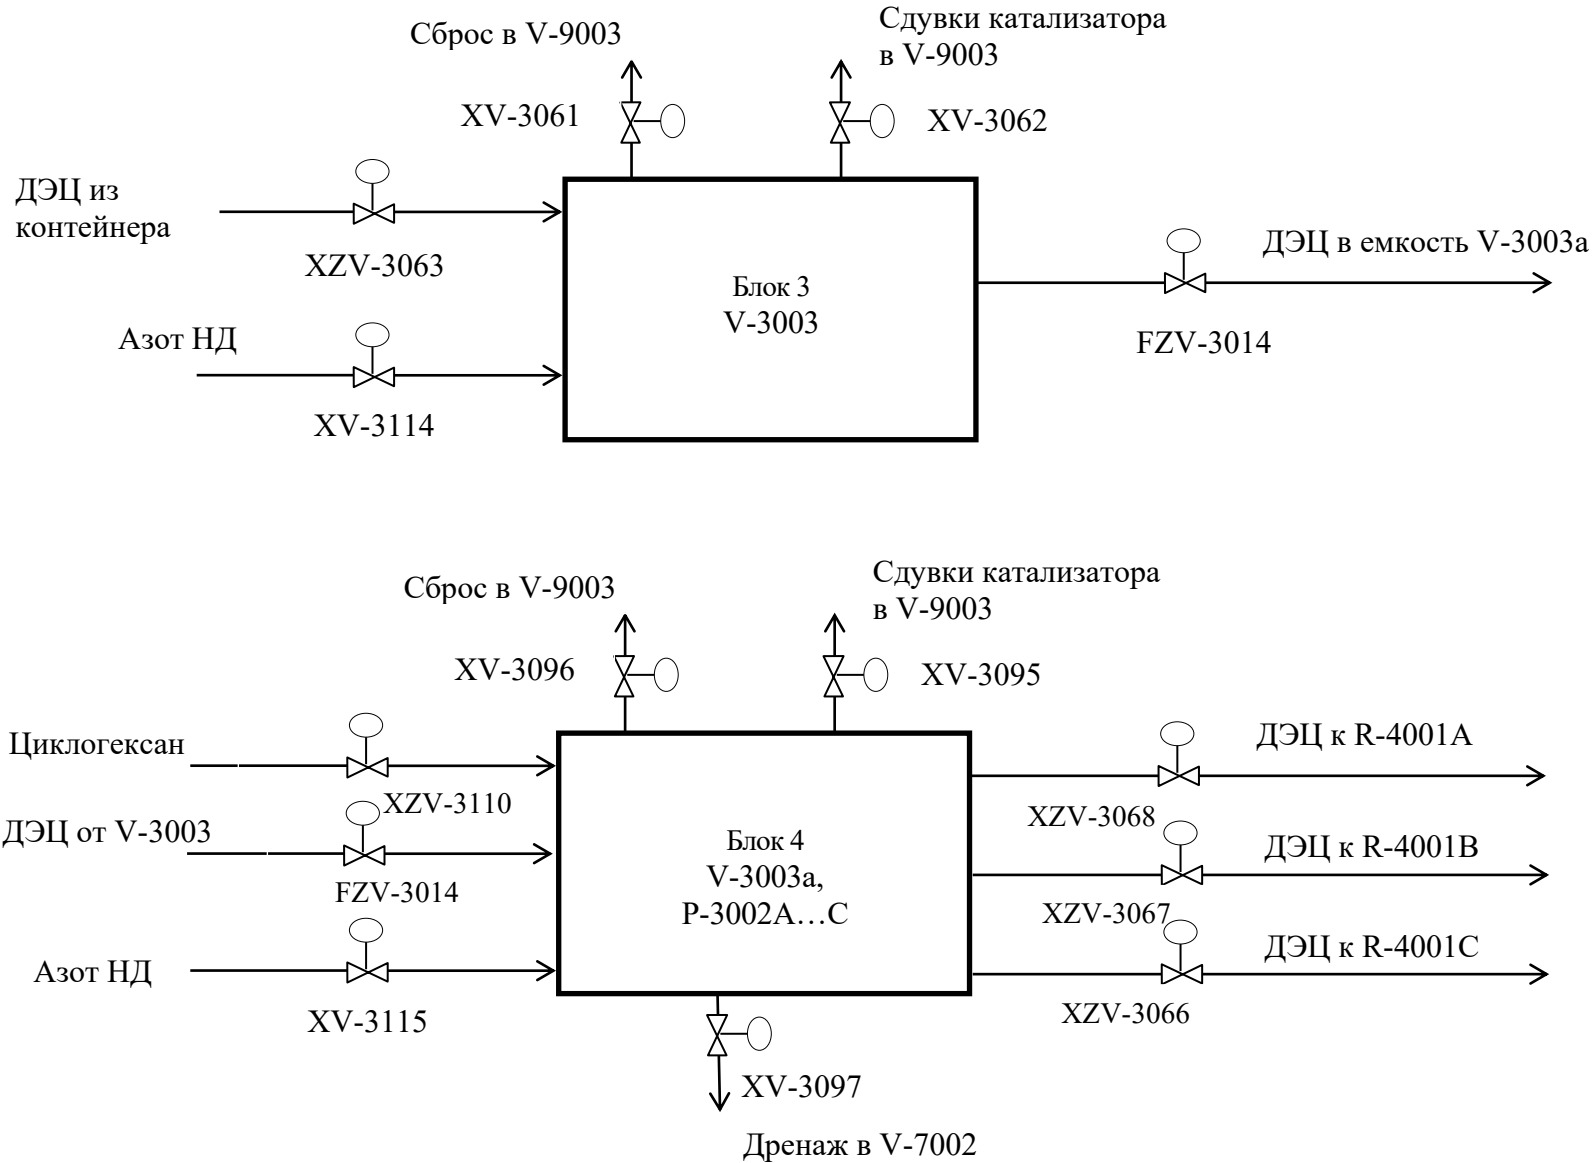 Сброс в V-9003
Сдувки катализатора
в V-9003
XV-3061
XV-3062
ДЭЦ из
контейнера
XZV-3063
Азот НД
XV-3114
Блок 3
V-3003
ДЭЦ в емкость V-3003а
FZV-3014
Сброс в V-9003
Сдувки катализатора
в V-9003
XV-3096
XV-3095
Циклогексан
XZV-3110
ДЭЦ от V-3003
FZV-3014
Азот НД
XV-3115
Блок 4
V-3003а,
P-3002A…C
ДЭЦ к R-4001A
XZV-3068
ДЭЦ к R-4001B
XZV-3067
ДЭЦ к R-4001C
XZV-3066
XV-3097
Дренаж в V-7002